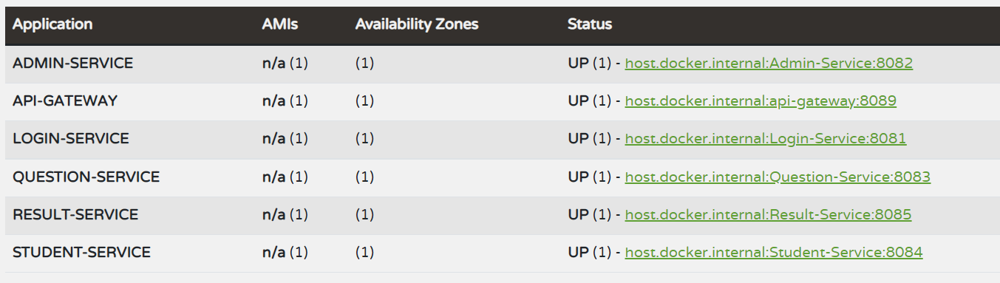 Application AMIs Availability Zones Status
ADMIN-SERVICE n/a (1) (1) UP (1) - host.docker.internal:Admin-Service:8082
API-GATEWAY n/a (1) (1) UP (1) - host.docker.internal:api-gateway:8089
LOGIN-SERVICE n/a (1) (1) UP (1) - host.docker.internal:Login-Service:8081
QUESTION-SERVICE n/a (1) (1) UP (1) - host.docker.internal:Question-Service:8083
RESULT-SERVICE n/a (1) (1) UP (1) - host.docker.internal:Result-Service:8085
STUDENT-SERVICE n/a (1) (1) UP (1) - host.docker.internal:Student-Service:8084